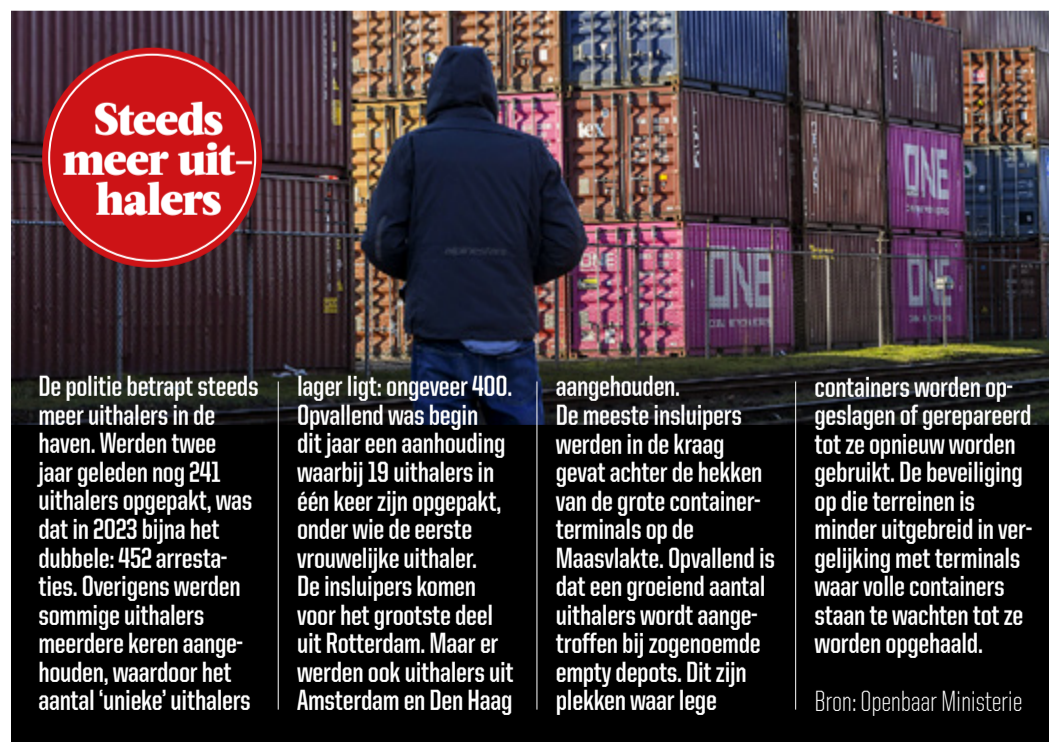 Steeds
meer uit-
halers
lex
ONE
ONE
ONE
ONE
De politie betrapt steeds
meer uithalers in de
haven. Werden twee
jaar geleden nog 241
uithalers opgepakt, was
dat in 2023 bijna het
dubbele: 452 arresta-
ties. Overigens werden
sommige uithalers
meerdere keren aange-
houden, waardoor het
aantal ‘unieke’ uithalers
lager ligt: ongeveer 400.
Opvallend was begin
dit jaar een aanhouding
waarbij 19 uithalers in
één keer zijn opgepakt,
onder wie de eerste
vrouwelijke uithaler.
De insluipers komen
voor het grootste deel
uit Rotterdam. Maar er
werden ook uithalers uit
Amsterdam en Den Haag
aangehouden.
De meeste insluipers
werden in de kraag
gevat achter de hekken
van de grote container-
terminals op de
Maasvlakte. Opvallend is
dat een groeiend aantal
uithalers wordt aange-
troffen bij zogenoemde
empty depots. Dit zijn
plekken waar lege
containers worden op-
geslagen of gerepareerd
tot ze opnieuw worden
gebruikt. De beveiliging
op die terreinen is
minder uitgebreid in ver-
gelijking met terminals
waar volle containers
staan te wachten tot ze
worden opgehaald.
Bron: Openbaar Ministerie